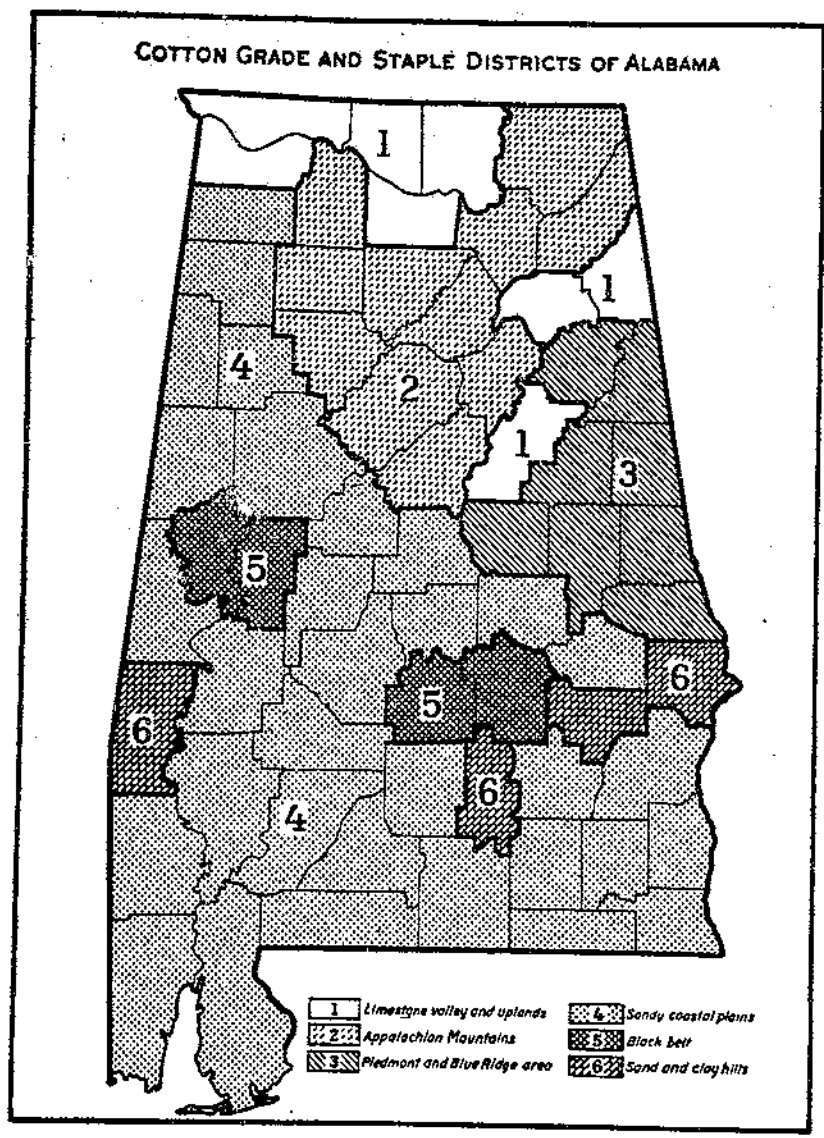 COTTON GRADE AND STAPLE DISTRICTS OF ALABAMA
1
1
4
2
1
3
5
6
5
6
6
4
1 Limestone valley and uplands
2 Appalachian Mountains
3 Piedmont and Blue Ridge area
4 Sandy coastal plains
5 Black belt
6 Sand and clay hills